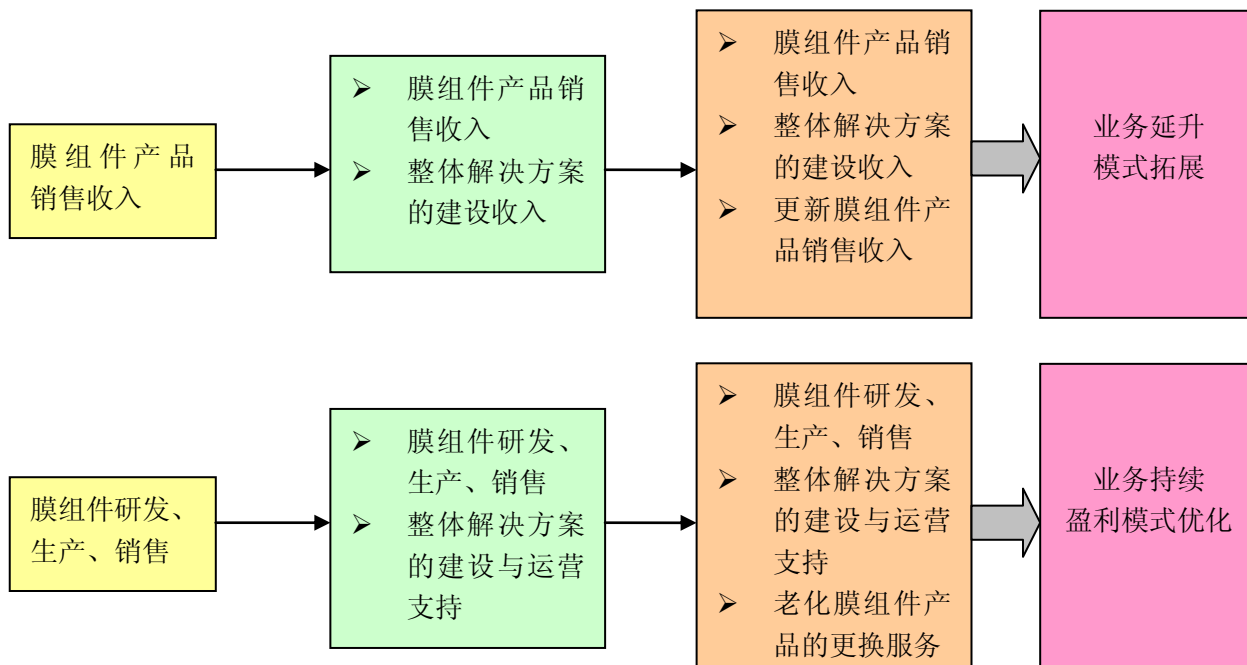 膜组件产品
销售收入
➢ 膜组件产品销
售收入
➢ 整体解决方案
的建设收入
➢ 膜组件产品销
售收入
➢ 整体解决方案
的建设收入
➢ 更新膜组件产
品销售收入
业务延升
模式拓展
膜组件研发、
生产、销售
➢ 膜组件研发、
生产、销售
➢ 整体解决方案
的建设与运营
支持
➢ 膜组件研发、
生产、销售
➢ 整体解决方案
的建设与运营
支持
➢ 老化膜组件产
品的更换服务
业务持续
盈利模式优化